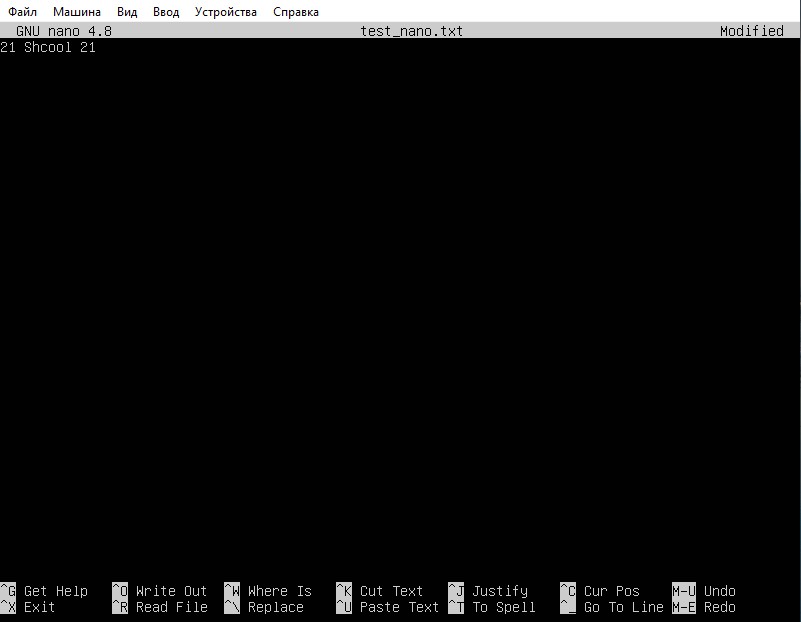 Файл Машина Вид Ввод Устройства Справка
GNU nano 4.8 test_nano.txt Modified
21 Shcool 21
^G Get Help ^O Write Out ^W Where Is ^K Cut Text ^J Justify ^C Cur Pos M-U Undo
^X Exit ^R Read File ^\ Replace ^U Paste Text ^T To Spell ^_ Go To Line M-E Redo